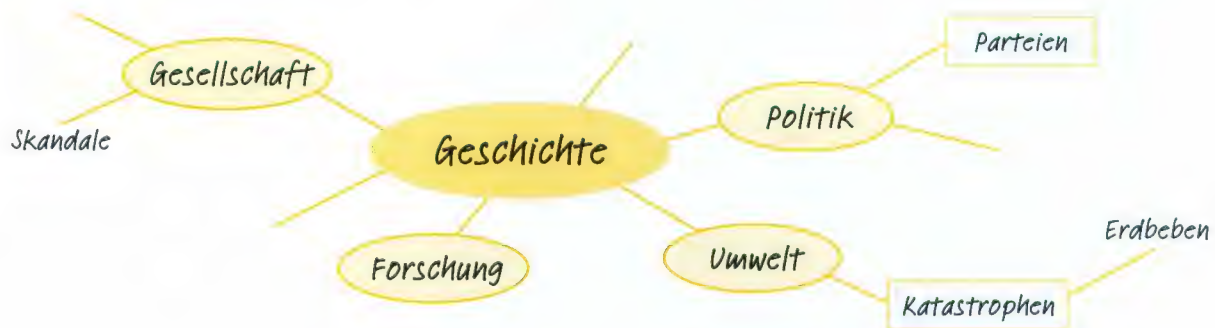 Parteien
Gesellschaft
Politik
Skandale
Geschichte
Erdbeben
Umwelt
Forschung
Katastrophen